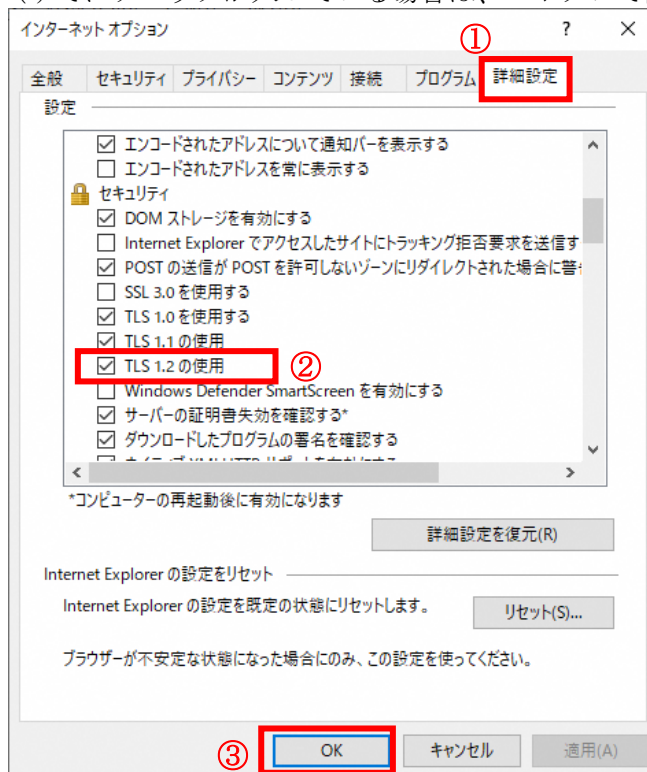 インターネット オプション ? ×
①
全般 セキュリティ プライバシー コンテンツ 接続 プログラム 詳細設定
設定
エンコードされたアドレスについて通知バーを表示する
エンコードされたアドレスを常に表示する
セキュリティ
DOM ストレージを有効にする
Internet Explorer でアクセスしたサイトにトラッキング拒否要求を送信す
POST の送信が POST を許可しないゾーンにリダイレクトされた場合に警
SSL 3.0 を使用する
TLS 1.0 を使用する
TLS 1.1 の使用
TLS 1.2 の使用 ②
Windows Defender SmartScreen を有効にする
サーバーの証明書失効を確認する*
ダウンロードしたプログラムの署名を確認する
*コンピューターの再起動後に有効になります
詳細設定を復元(R)
Internet Explorer の設定をリセット
Internet Explorer の設定を既定の状態にリセットします。 リセット(S)...
ブラウザーが不安定な状態になった場合にのみ、この設定を使ってください。
③ OK キャンセル 適用(A)